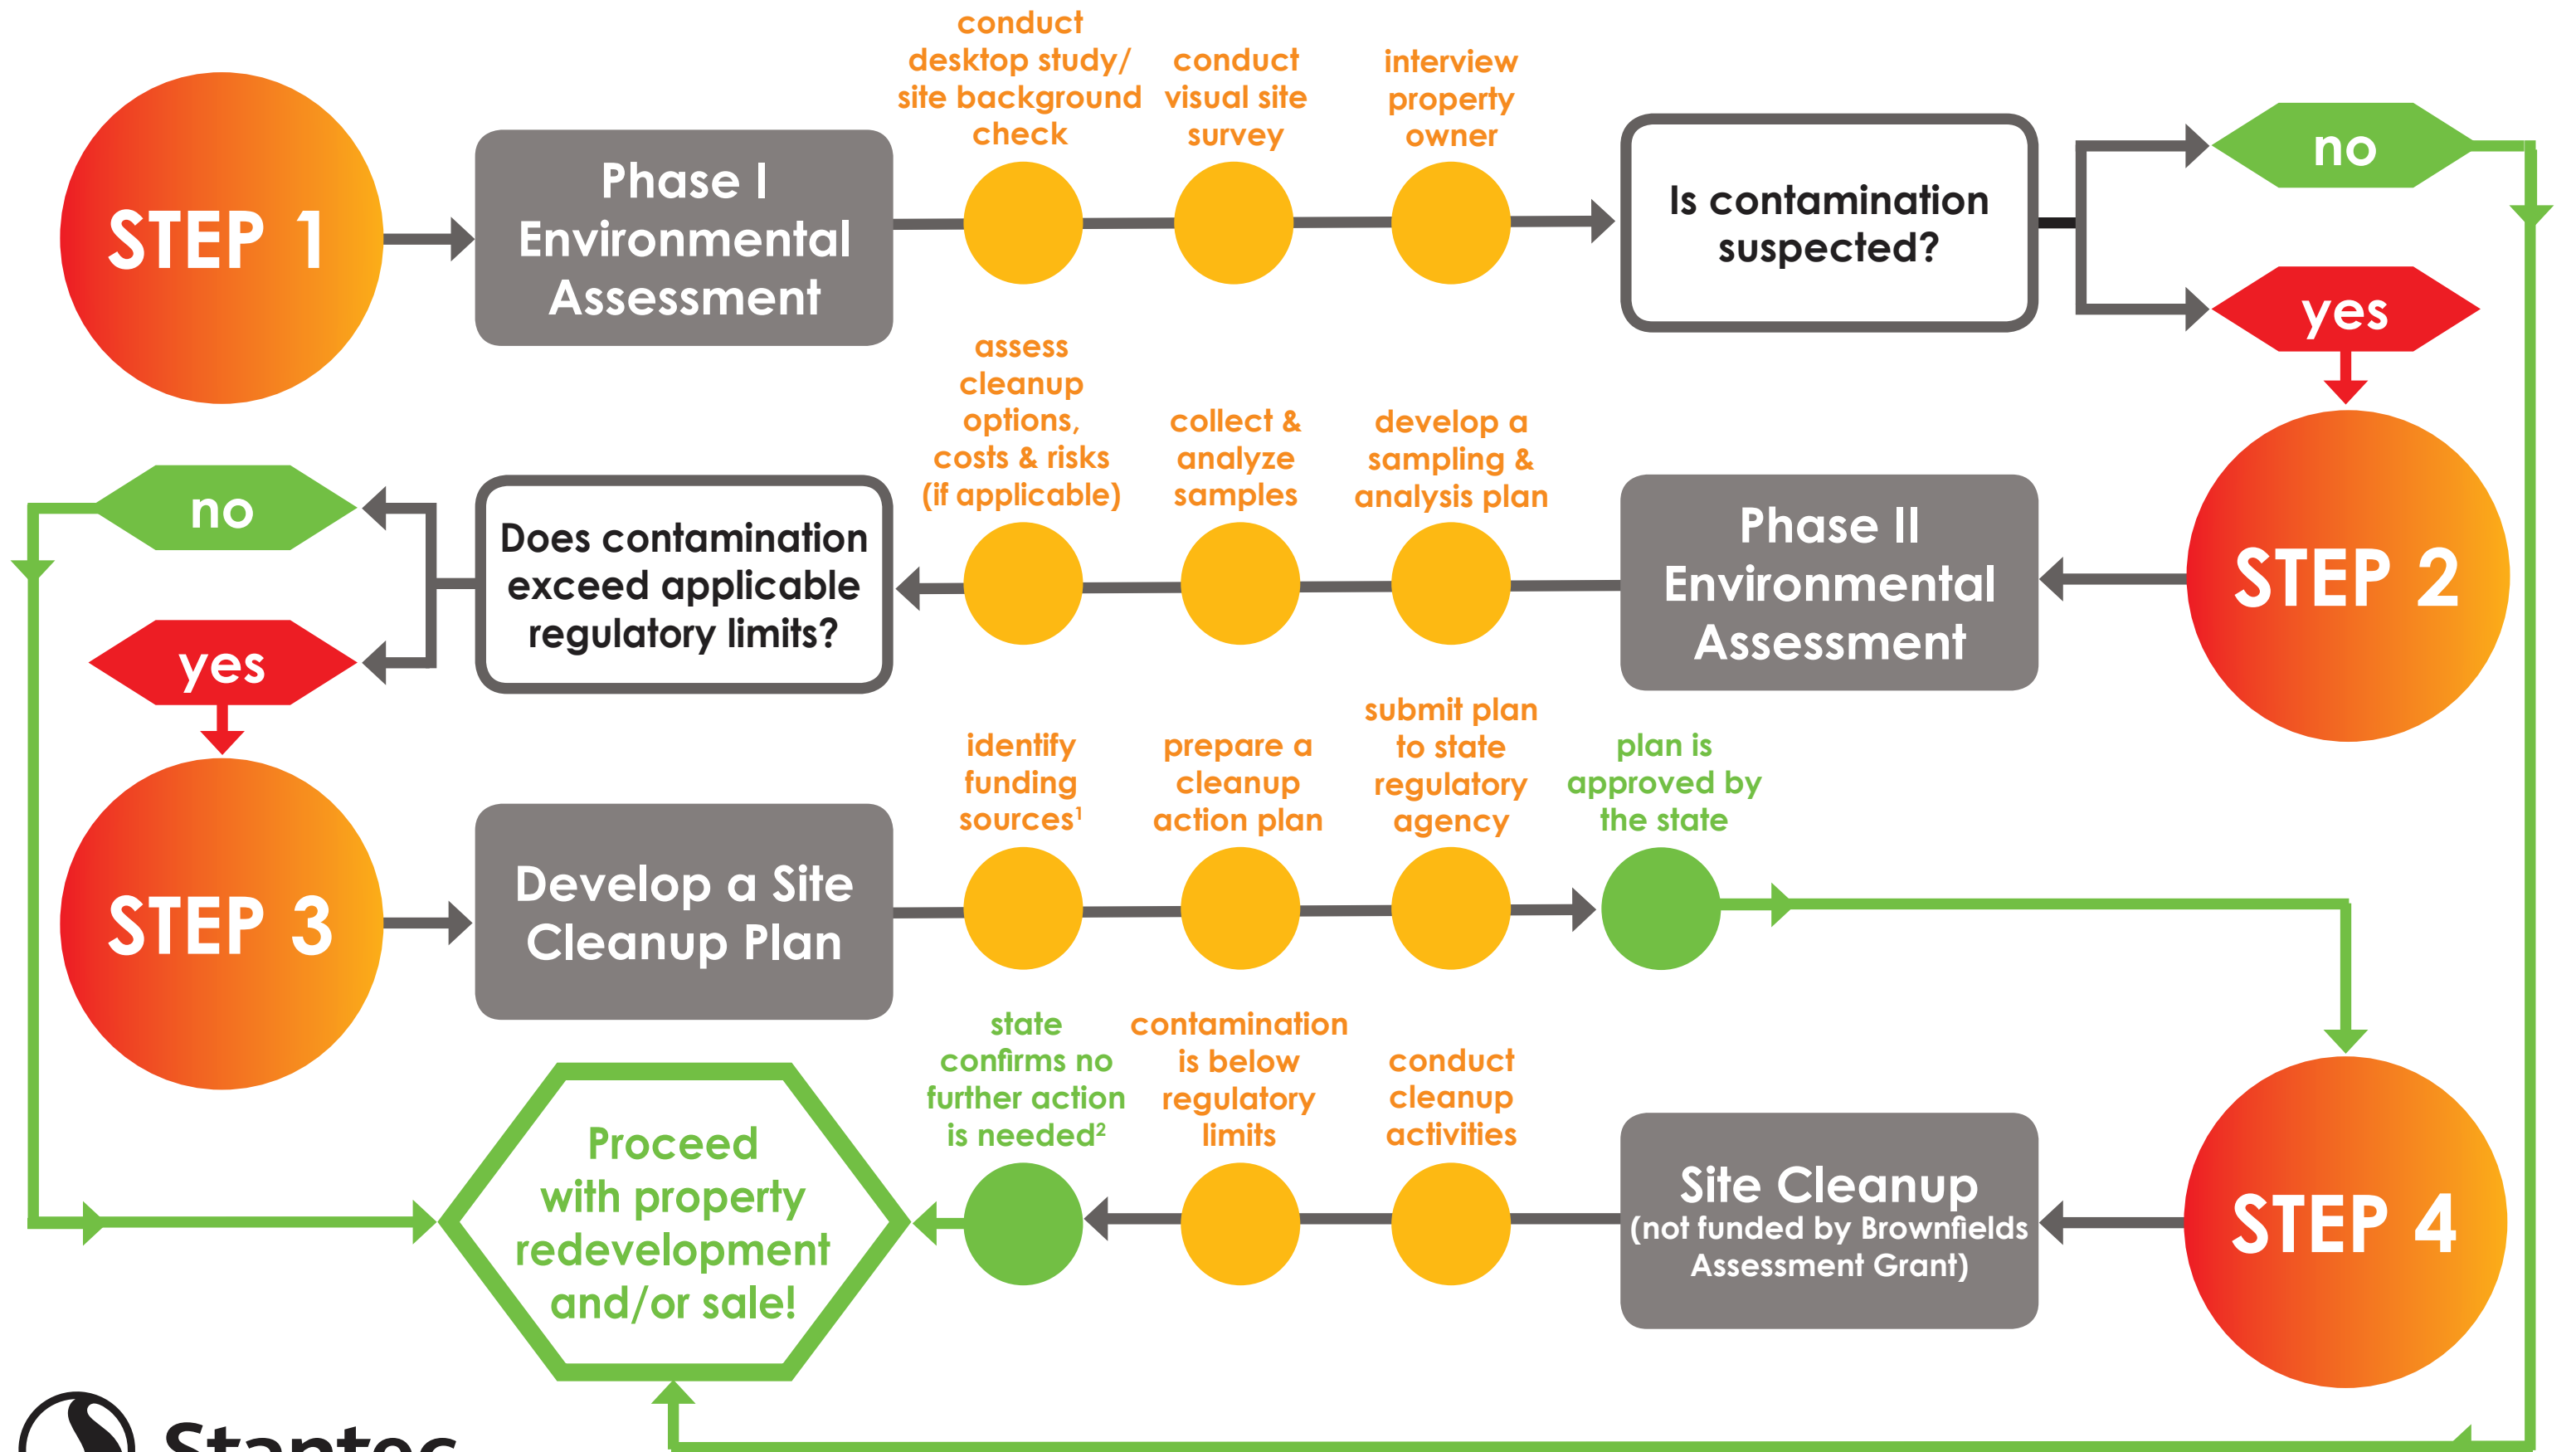 STEP 1
Phase I
Environmental
Assessment
conduct
desktop study/
site background
check
conduct
visual site
survey
interview
property
owner
Is contamination
suspected?
no
yes
STEP 2
Phase II
Environmental
Assessment
develop a
sampling &
analysis plan
collect &
analyze
samples
assess
cleanup
options,
costs & risks
(if applicable)
Does contamination
exceed applicable
regulatory limits?
no
yes
STEP 3
Develop a Site
Cleanup Plan
identify
funding
sources¹
prepare a
cleanup
action plan
submit plan
to state
regulatory
agency
plan is
approved by
the state
STEP 4
Site Cleanup
(not funded by Brownfields
Assessment Grant)
conduct
cleanup
activities
contamination
is below
regulatory
limits
state
confirms no
further action
is needed²
Proceed
with property
redevelopment
and/or sale!
Stantec